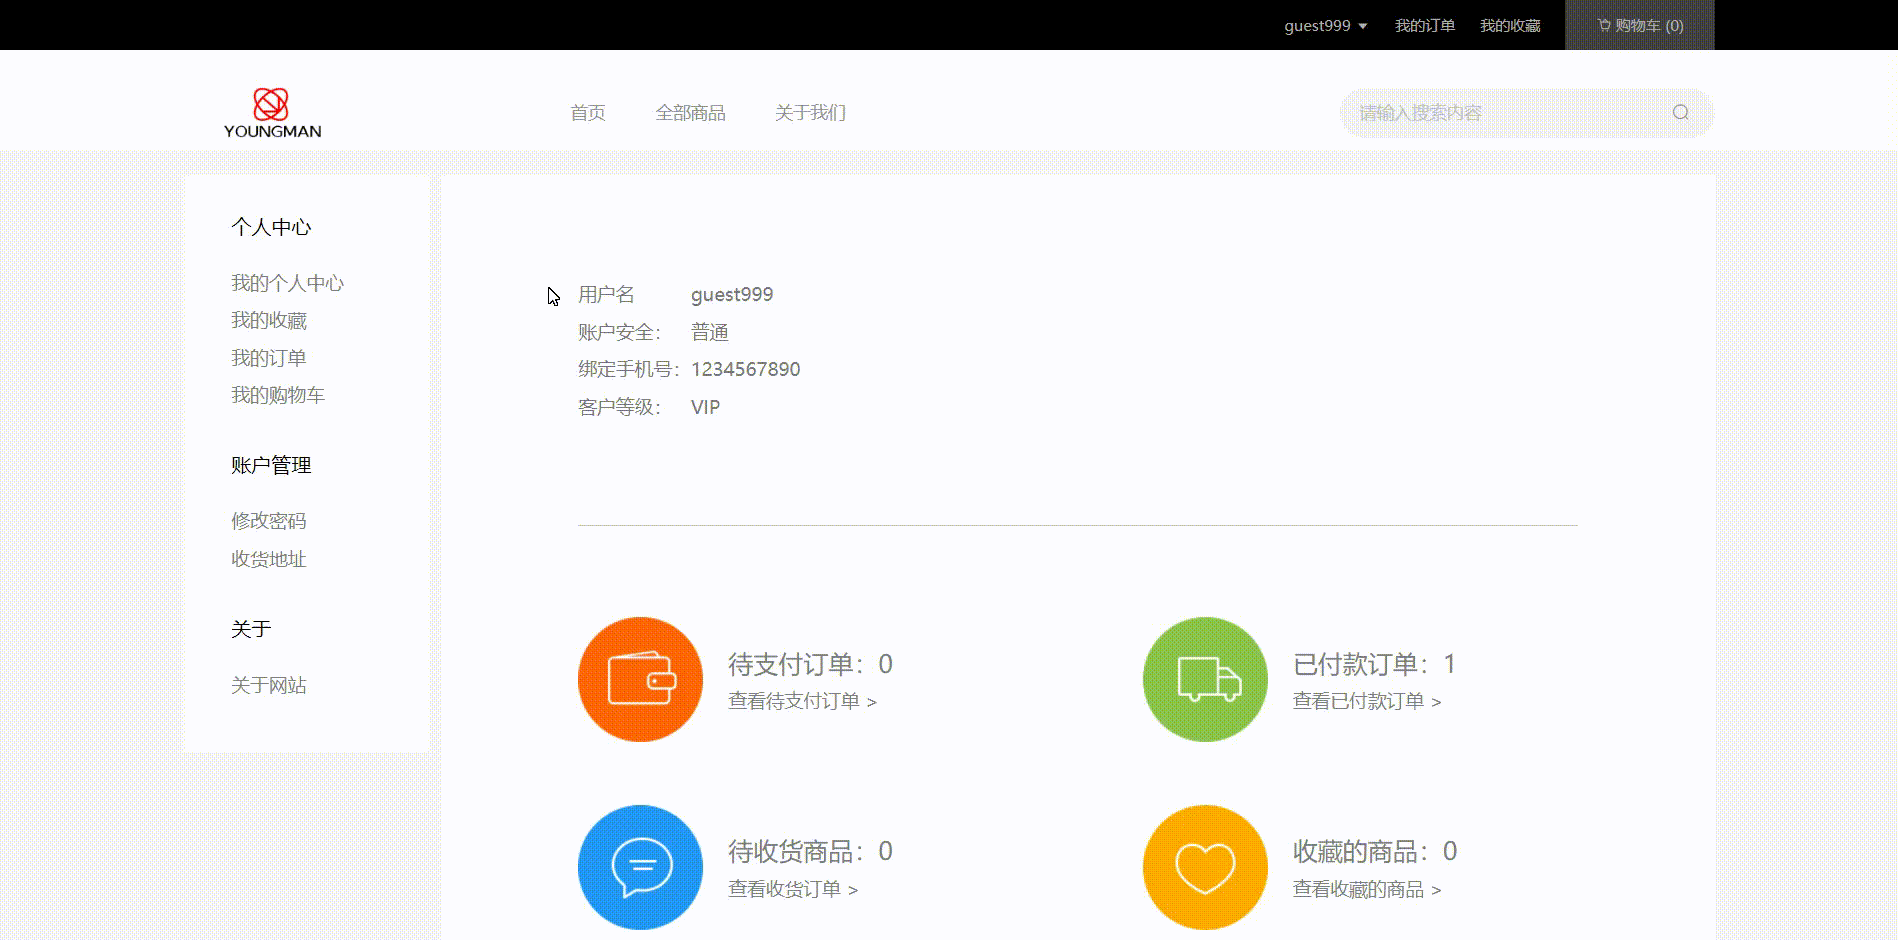 guest999
我的订单
我的收藏
购物车 (0)
YOUNGMAN
首页
全部商品
关于我们
请输入搜索内容
个人中心
我的个人中心
我的收藏
我的订单
我的购物车
账户管理
修改密码
收货地址
关于
关于网站
用户名 guest999
账户安全： 普通
绑定手机号：1234567890
客户等级： VIP
待支付订单：0
查看待支付订单 >
已付款订单：1
查看已付款订单 >
待收货商品：0
查看收货订单 >
收藏的商品：0
查看收藏的商品 >